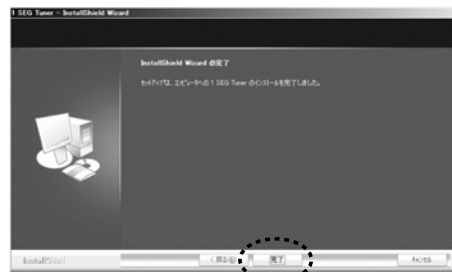 1 SEG Tuner - InstallShield Wizard
InstallShield Wizard の完了
セットアップは、コンピュータへの 1 SEG Tuner のインストールを完了しました。
InstallShield
< 戻る(B)
完了
キャンセル